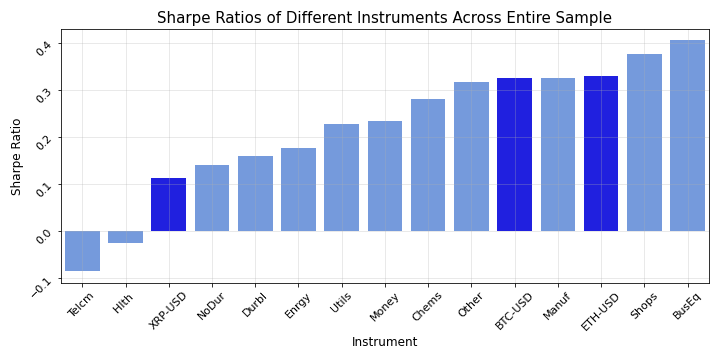 Sharpe Ratios of Different Instruments Across Entire Sample
Sharpe Ratio
0.4
0.3
0.2
0.1
0.0
−0.1
Telcm
Hlth
XRP-USD
NoDur
Durbl
Enrgy
Utils
Money
Chems
Other
BTC-USD
Manuf
ETH-USD
Shops
BusEq
Instrument